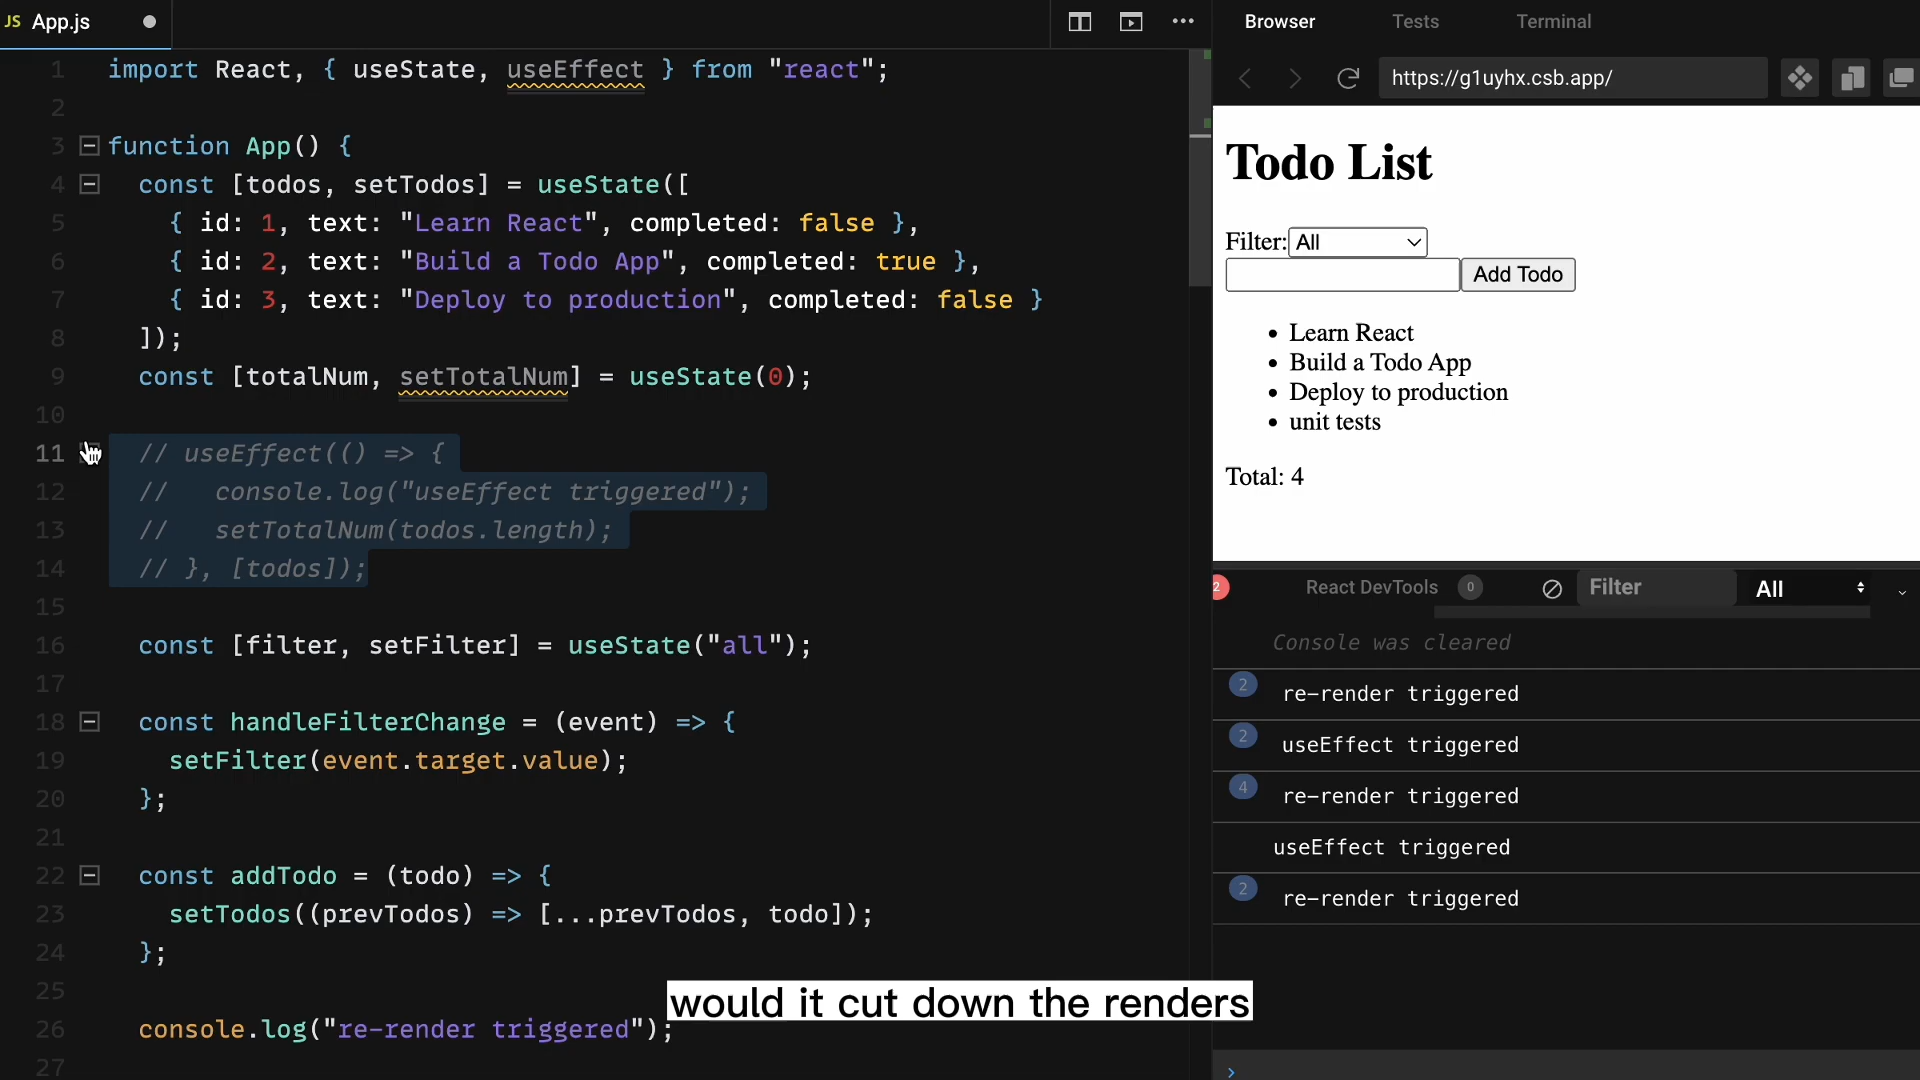 JS App.js
1 import React, { useState, useEffect } from "react";
2
3 function App() {
4 const [todos, setTodos] = useState([
5 { id: 1, text: "Learn React", completed: false },
6 { id: 2, text: "Build a Todo App", completed: true },
7 { id: 3, text: "Deploy to production", completed: false }
8 ]);
9 const [totalNum, setTotalNum] = useState(0);
10
11 // useEffect(() => {
12 //   console.log("useEffect triggered");
13 //   setTotalNum(todos.length);
14 // }, [todos]);
15
16 const [filter, setFilter] = useState("all");
17
18 const handleFilterChange = (event) => {
19 setFilter(event.target.value);
20 };
21
22 const addTodo = (todo) => {
23 setTodos((prevTodos) => [...prevTodos, todo]);
24 };
25
26 console.log("re-render triggered");
27
would it cut down the renders
Browser Tests Terminal
https://g1uyhx.csb.app/
Todo List
Filter: All
Add Todo
• Learn React
• Build a Todo App
• Deploy to production
• unit tests
Total: 4
2 React DevTools 0 Filter All
Console was cleared
2 re-render triggered
2 useEffect triggered
4 re-render triggered
useEffect triggered
2 re-render triggered